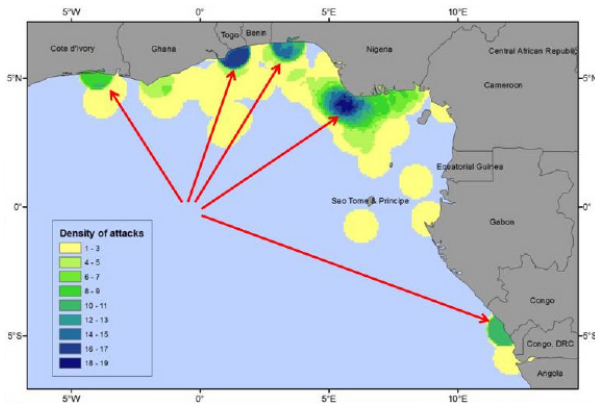 5°W 0° 5°E 10°E
Togo Benin
Cote d'Ivory Ghana Nigeria Central African Republic
5°N 5°N
Cameroon
Equatorial Guinea
Sao Tome & Principe
0° 0°
Gabon
Density of attacks
1 - 3
4 - 5
6 - 7
8 - 9
10 - 11
12 - 13
14 - 15
16 - 17
18 - 19
Congo
5°S 5°S
Congo, DRC
Angola
5°W 0° 5°E 10°E